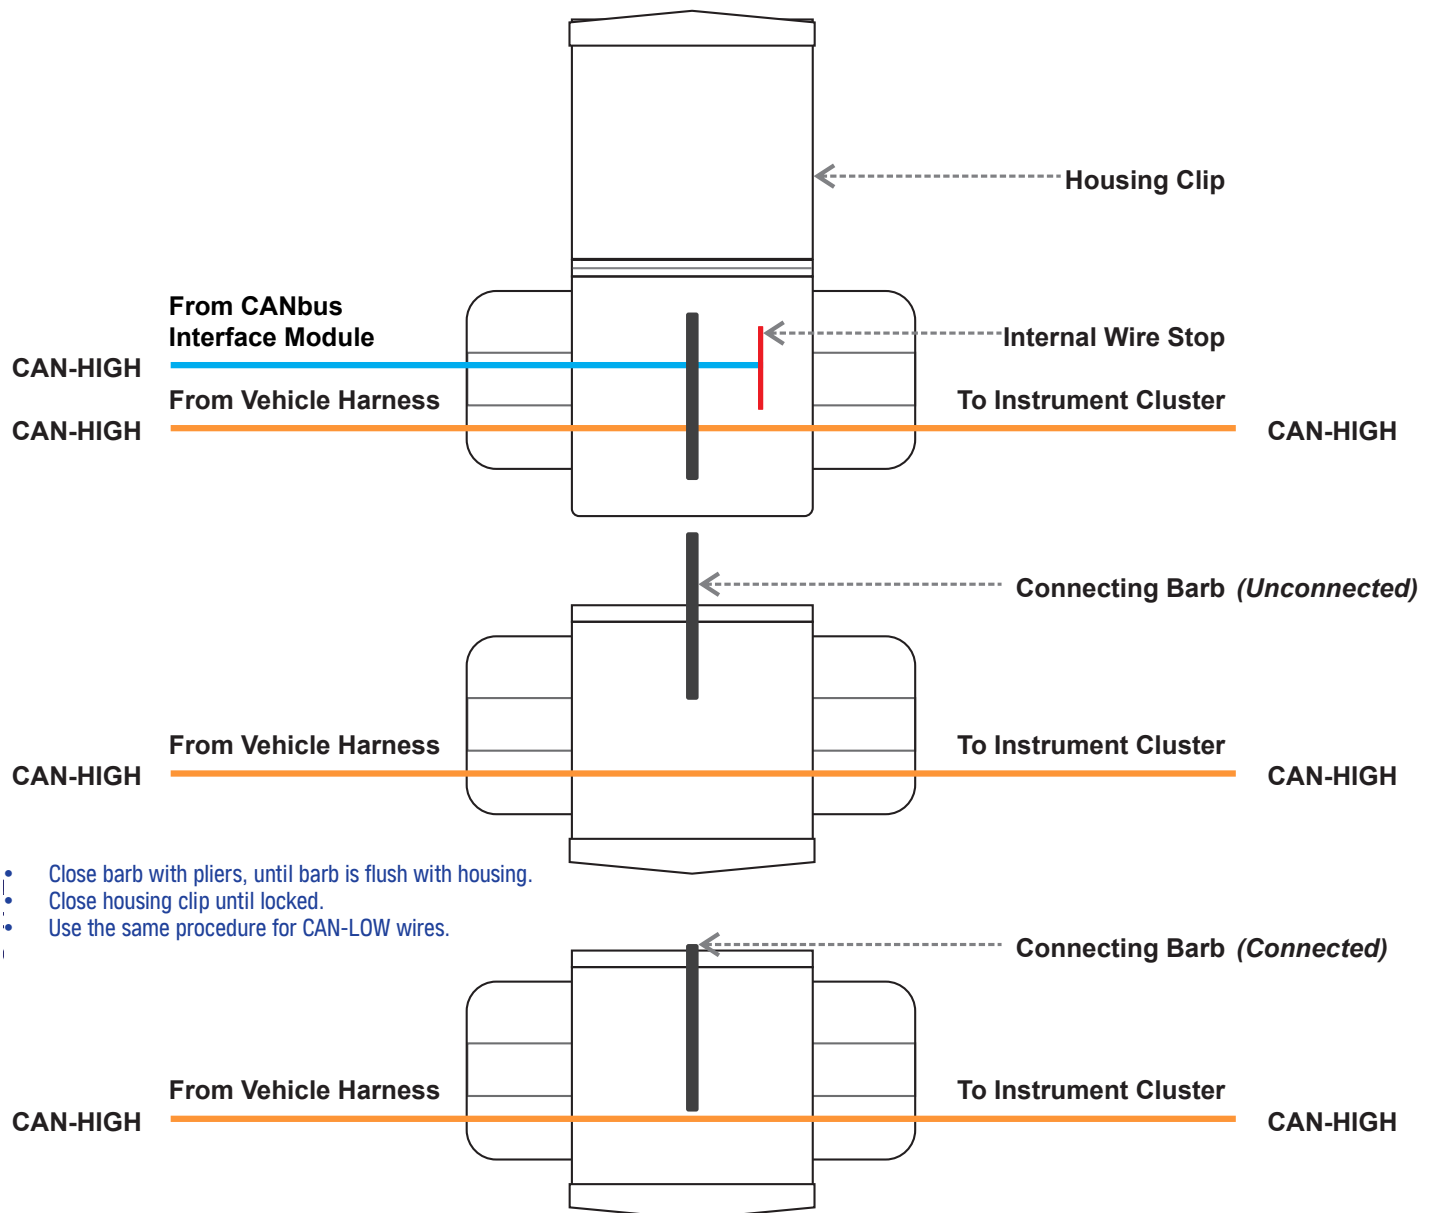 Housing Clip
From CANbus
Interface Module
Internal Wire Stop
CAN-HIGH
From Vehicle Harness
To Instrument Cluster
CAN-HIGH
CAN-HIGH
Connecting Barb (Unconnected)
From Vehicle Harness
To Instrument Cluster
CAN-HIGH
CAN-HIGH
• Close barb with pliers, until barb is flush with housing.
• Close housing clip until locked.
• Use the same procedure for CAN-LOW wires.
Connecting Barb (Connected)
From Vehicle Harness
To Instrument Cluster
CAN-HIGH
CAN-HIGH